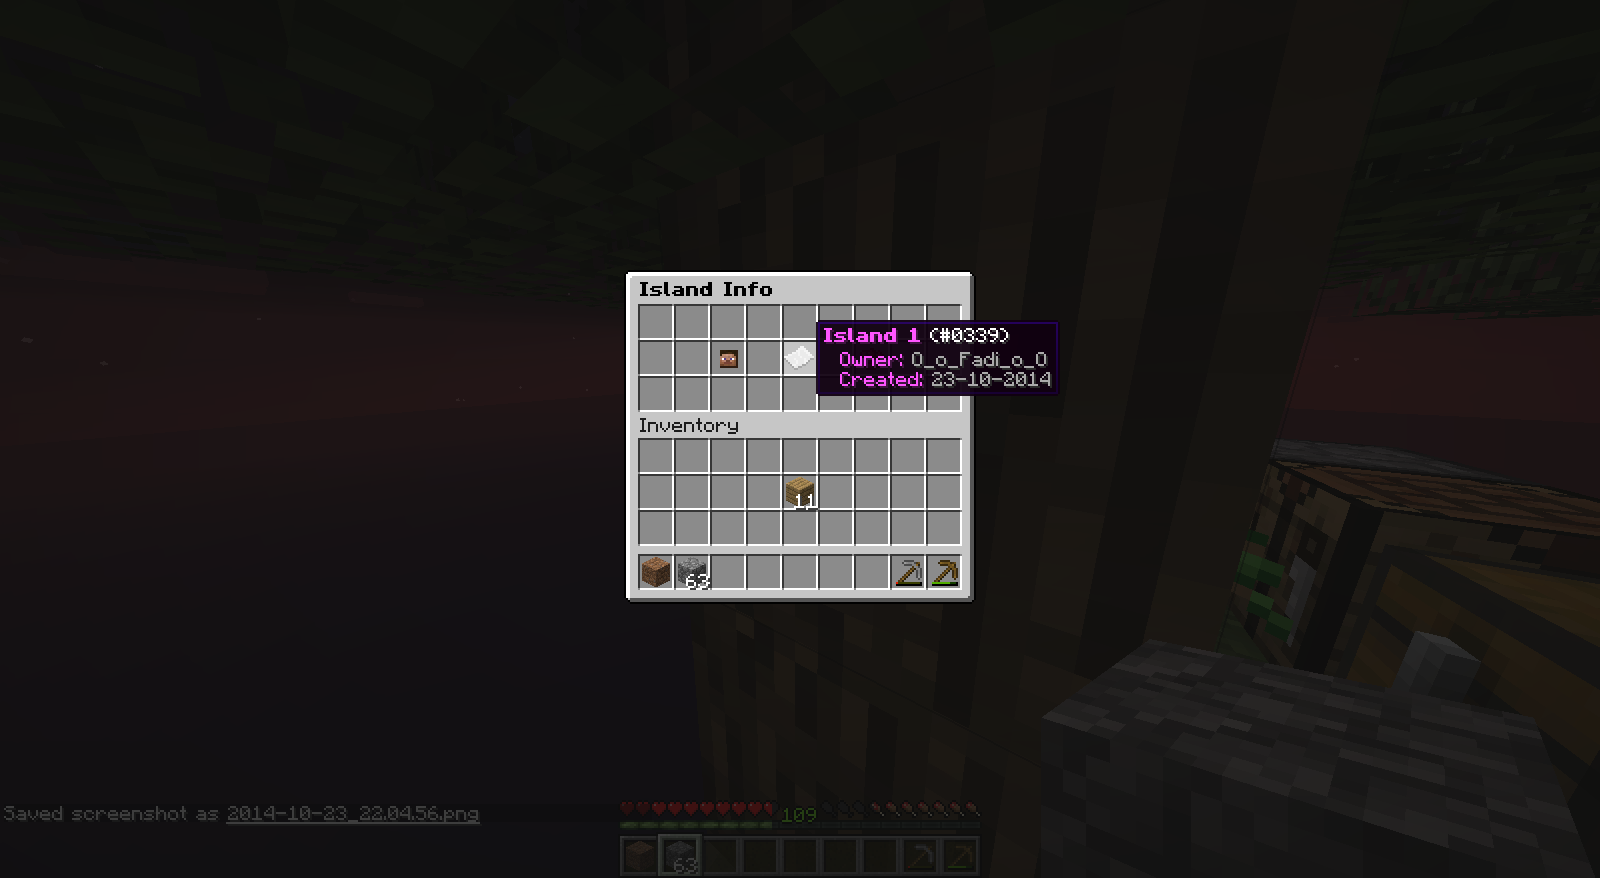 Island Info
Island 1 (#0339)
Owner: O_o_Fadi_o_O
Created: 23-10-2014
Inventory
11
63
Saved screenshot as 2014-10-23_22.04.56.png
109
63